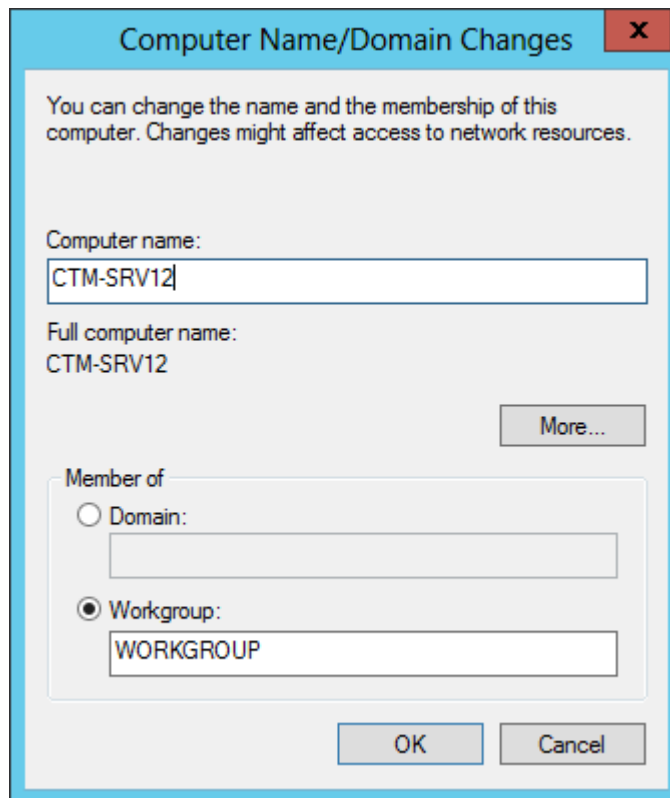 Computer Name/Domain Changes
x
You can change the name and the membership of this
computer. Changes might affect access to network resources.
Computer name:
CTM-SRV12
Full computer name:
CTM-SRV12
More...
Member of
Domain:
Workgroup:
WORKGROUP
OK
Cancel